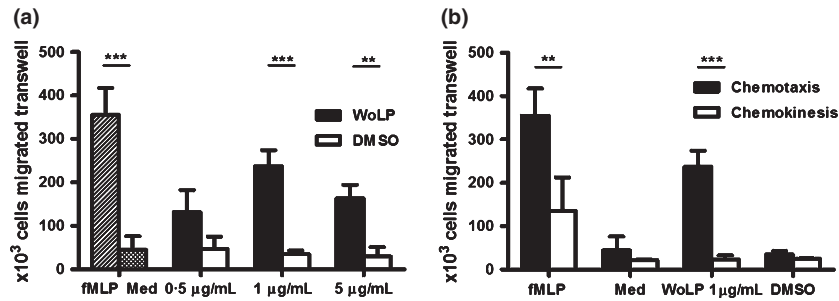 (a)
×10³ cells migrated transwell
500
400
300
200
100
0
***
***
**
WoLP
DMSO
fMLP Med 0·5 μg/mL 1 μg/mL 5 μg/mL
(b)
×10³ cells migrated transwell
500
400
300
200
100
0
**
***
Chemotaxis
Chemokinesis
fMLP Med WoLP 1μg/mL DMSO